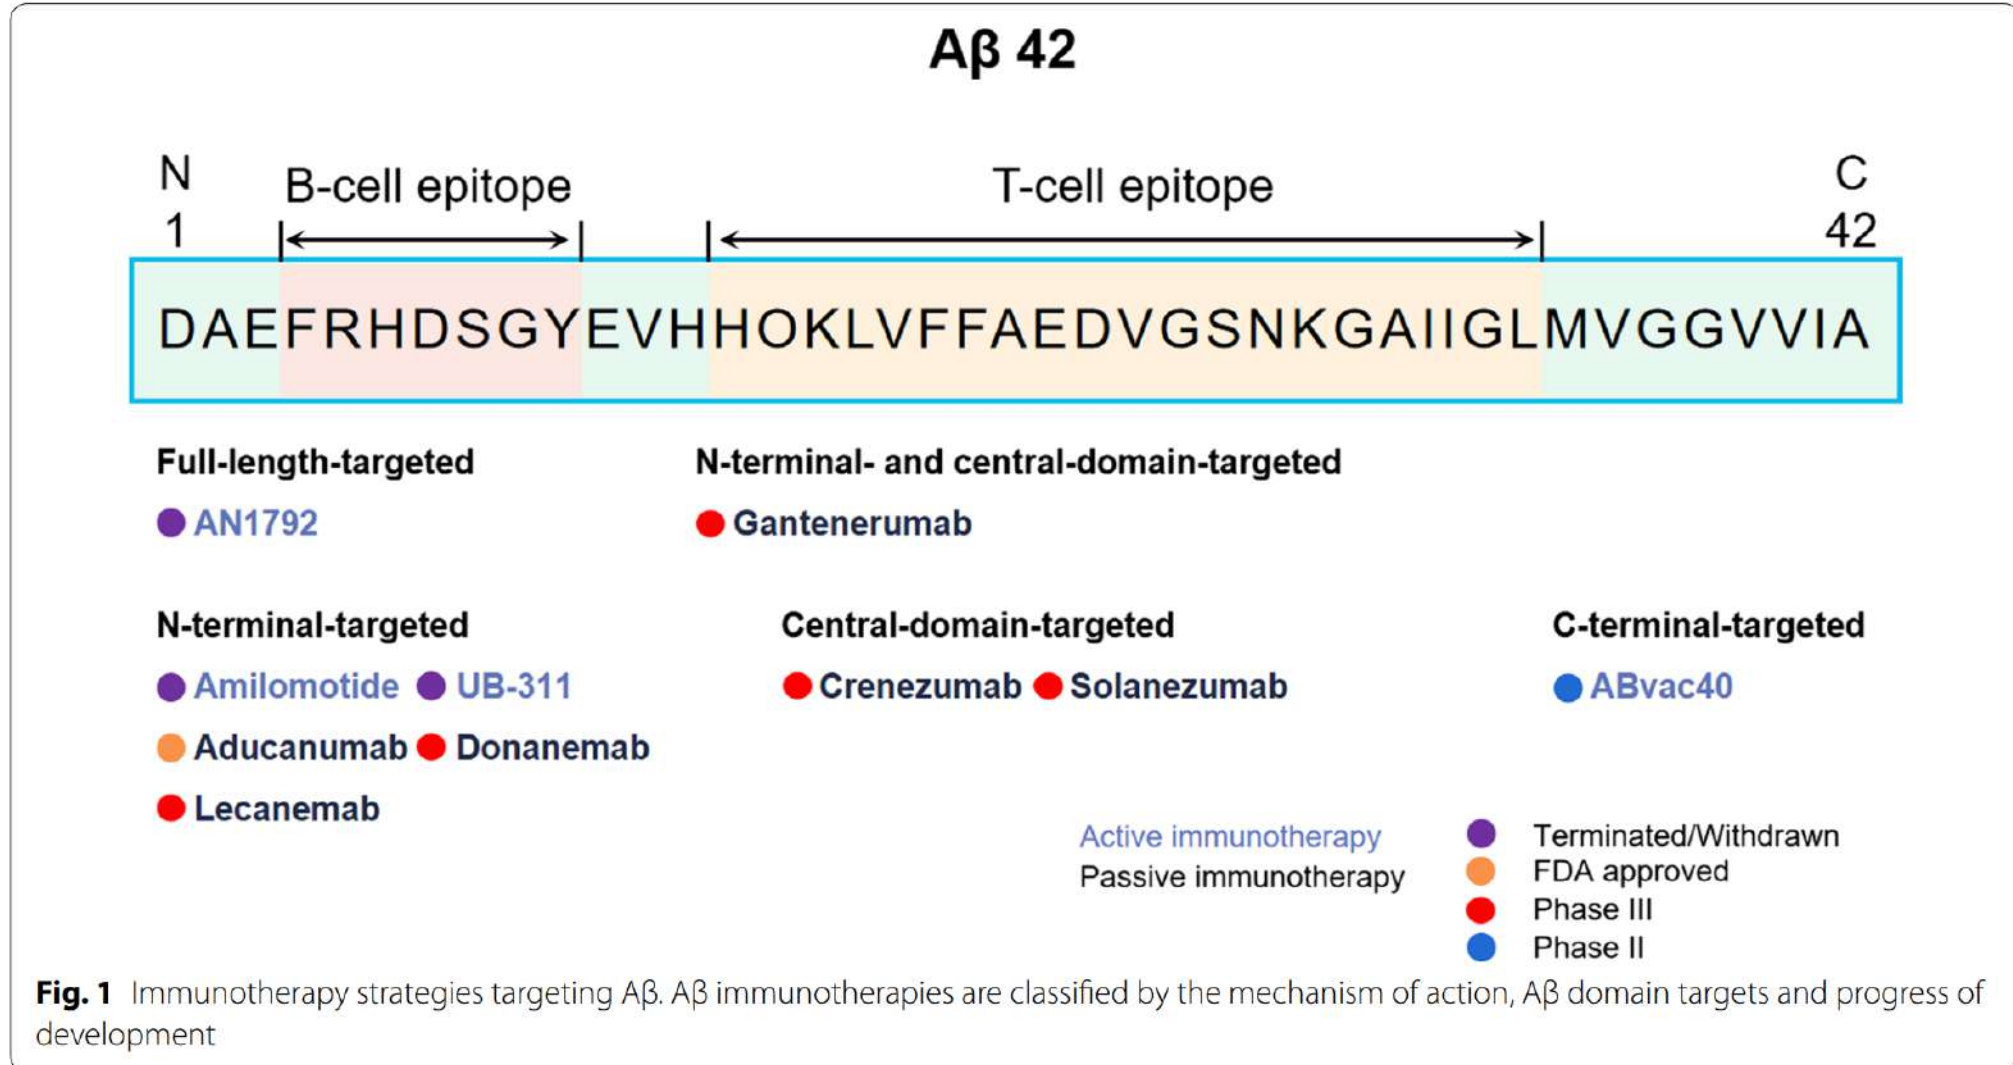 Aβ 42
N
1
B-cell epitope
T-cell epitope
C
42
DAEFRHDSGYEVHHOKLVFFAEDVGSNKGAIIGLMVGGVVIA
Full-length-targeted
AN1792
N-terminal- and central-domain-targeted
Gantenerumab
N-terminal-targeted
Amilomotide UB-311
Aducanumab Donanemab
Lecanemab
Central-domain-targeted
Crenezumab Solanezumab
C-terminal-targeted
ABvac40
Active immunotherapy
Passive immunotherapy
Terminated/Withdrawn
FDA approved
Phase III
Phase II
Fig. 1 Immunotherapy strategies targeting Aβ. Aβ immunotherapies are classified by the mechanism of action, Aβ domain targets and progress of
development